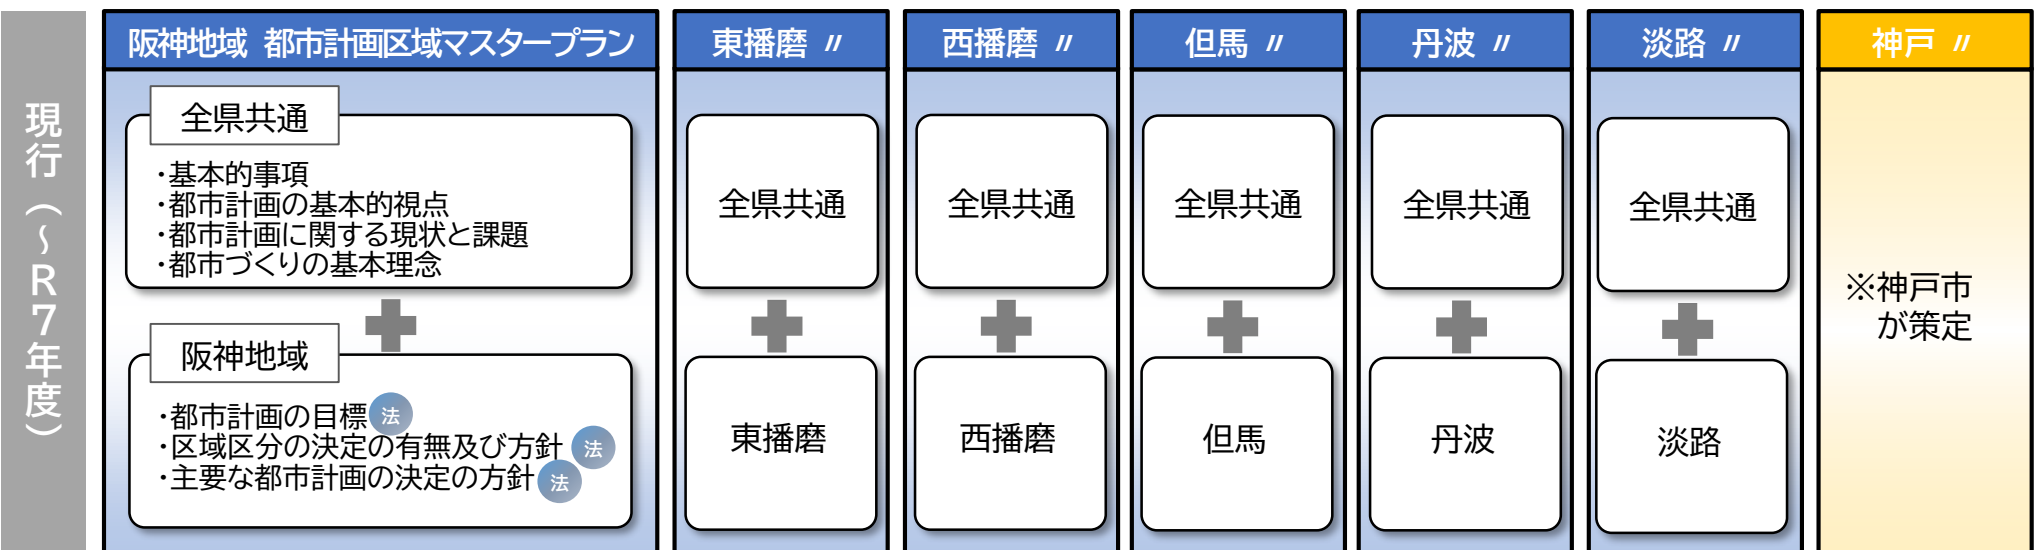 現行（～R7年度）
阪神地域 都市計画区域マスタープラン
全県共通
・基本的事項
・都市計画の基本的視点
・都市計画に関する現状と課題
・都市づくりの基本理念
阪神地域
・都市計画の目標 法
・区域区分の決定の有無及び方針 法
・主要な都市計画の決定の方針 法
東播磨 〃
全県共通
東播磨
西播磨 〃
全県共通
西播磨
但馬 〃
全県共通
但馬
丹波 〃
全県共通
丹波
淡路 〃
全県共通
淡路
神戸 〃
※神戸市
が策定